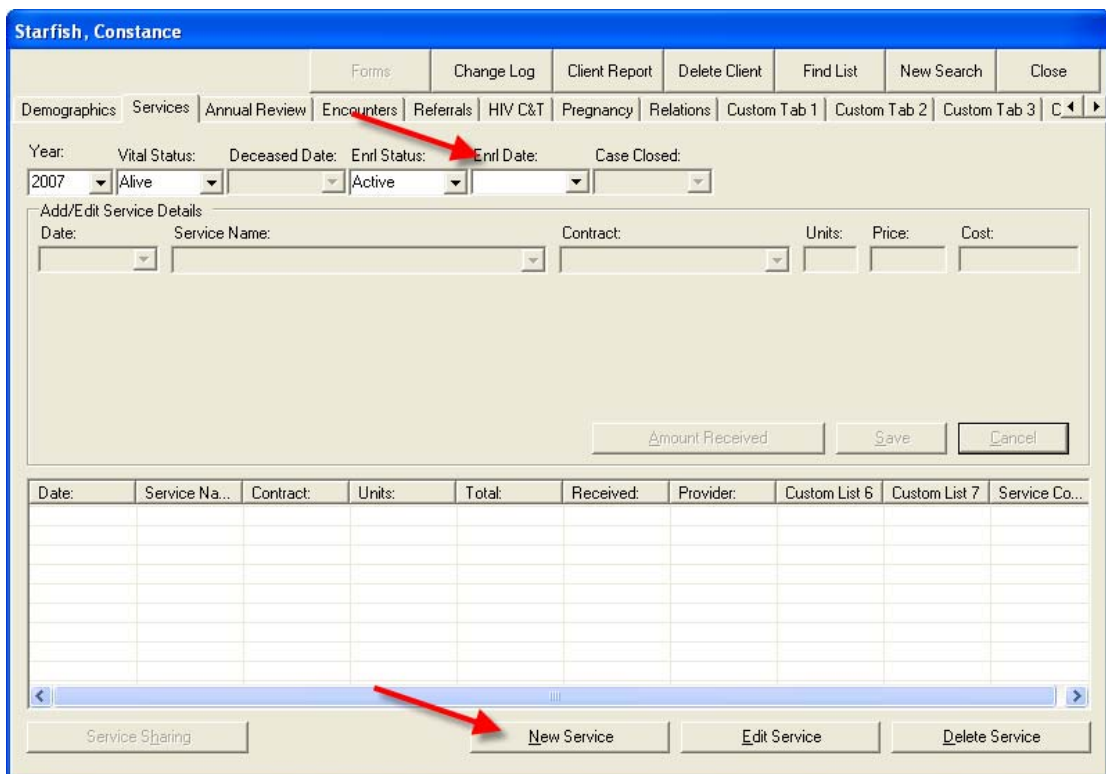 Starfish, Constance
Forms Change Log Client Report Delete Client Find List New Search Close
Demographics Services Annual Review Encounters Referrals HIV C&T Pregnancy Relations Custom Tab 1 Custom Tab 2 Custom Tab 3 C
Year: Vital Status: Deceased Date: Enrl Status: Enrl Date: Case Closed:
2007 Alive Active
Add/Edit Service Details
Date: Service Name: Contract: Units: Price: Cost:
Amount Received Save Cancel
Date: Service Na... Contract: Units: Total: Received: Provider: Custom List 6 Custom List 7 Service Co...
Service Sharing New Service Edit Service Delete Service